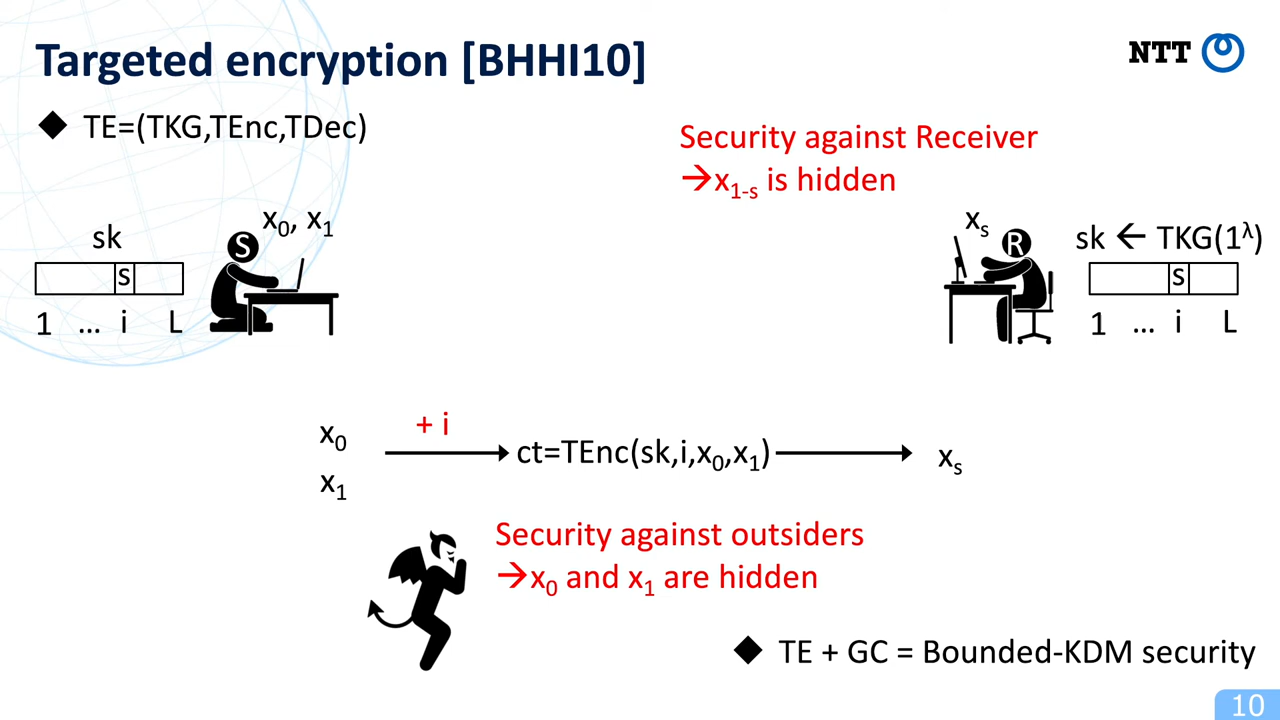 Targeted encryption [BHHI10]
NTT
◆ TE=(TKG,TEnc,TDec)
Security against Receiver
→x1-s is hidden
sk
S
x0, x1
s
1 ... i L
xs
R
sk ← TKG(1λ)
s
1 ... i L
x0
x1
+ i
ct=TEnc(sk,i,x0,x1)
xs
Security against outsiders
→x0 and x1 are hidden
◆ TE + GC = Bounded-KDM security
10